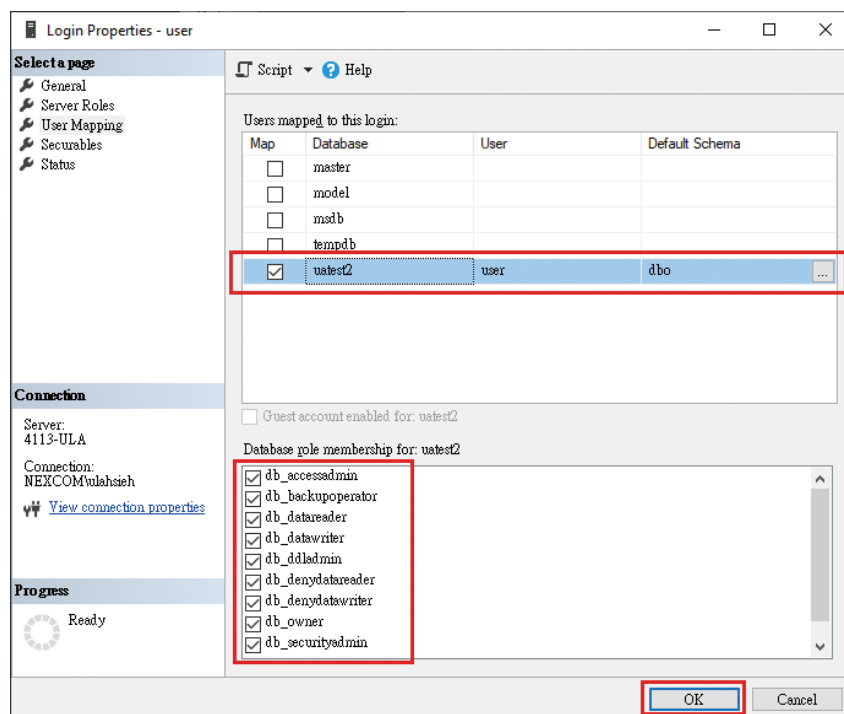 Login Properties - user
Select a page
General
Server Roles
User Mapping
Securables
Status
Script
Help
Users mapped to this login:
Map Database User Default Schema
master
model
msdb
tempdb
uatest2 user dbo ...
Guest account enabled for: uatest2
Database role membership for: uatest2
db_accessadmin
db_backupoperator
db_datareader
db_datawriter
db_ddladmin
db_denydatareader
db_denydatawriter
db_owner
db_securityadmin
Connection
Server:
4113-ULA
Connection:
NEXCOM\ulahsieh
View connection properties
Progress
Ready
OK Cancel